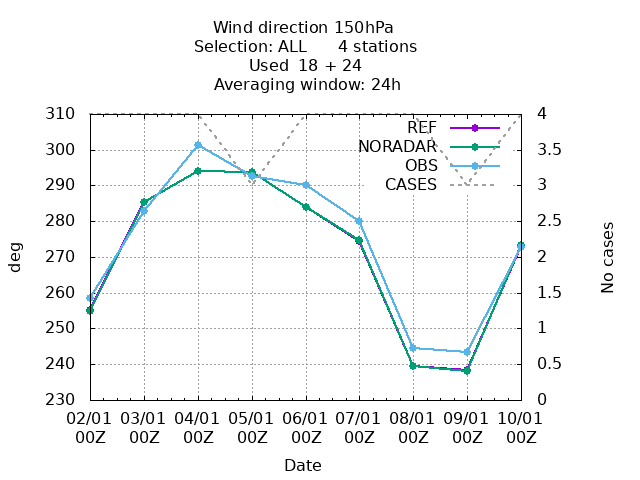 Wind direction 150hPa
Selection: ALL 4 stations
Used 18 + 24
Averaging window: 24h
310 4
REF
NORADAR
300 3.5
OBS
CASES
290 3
280 2.5
270 2
deg
No cases
260 1.5
250 1
240 0.5
230 0
02/01 03/01 04/01 05/01 06/01 07/01 08/01 09/01 10/01
00Z 00Z 00Z 00Z 00Z 00Z 00Z 00Z 00Z
Date